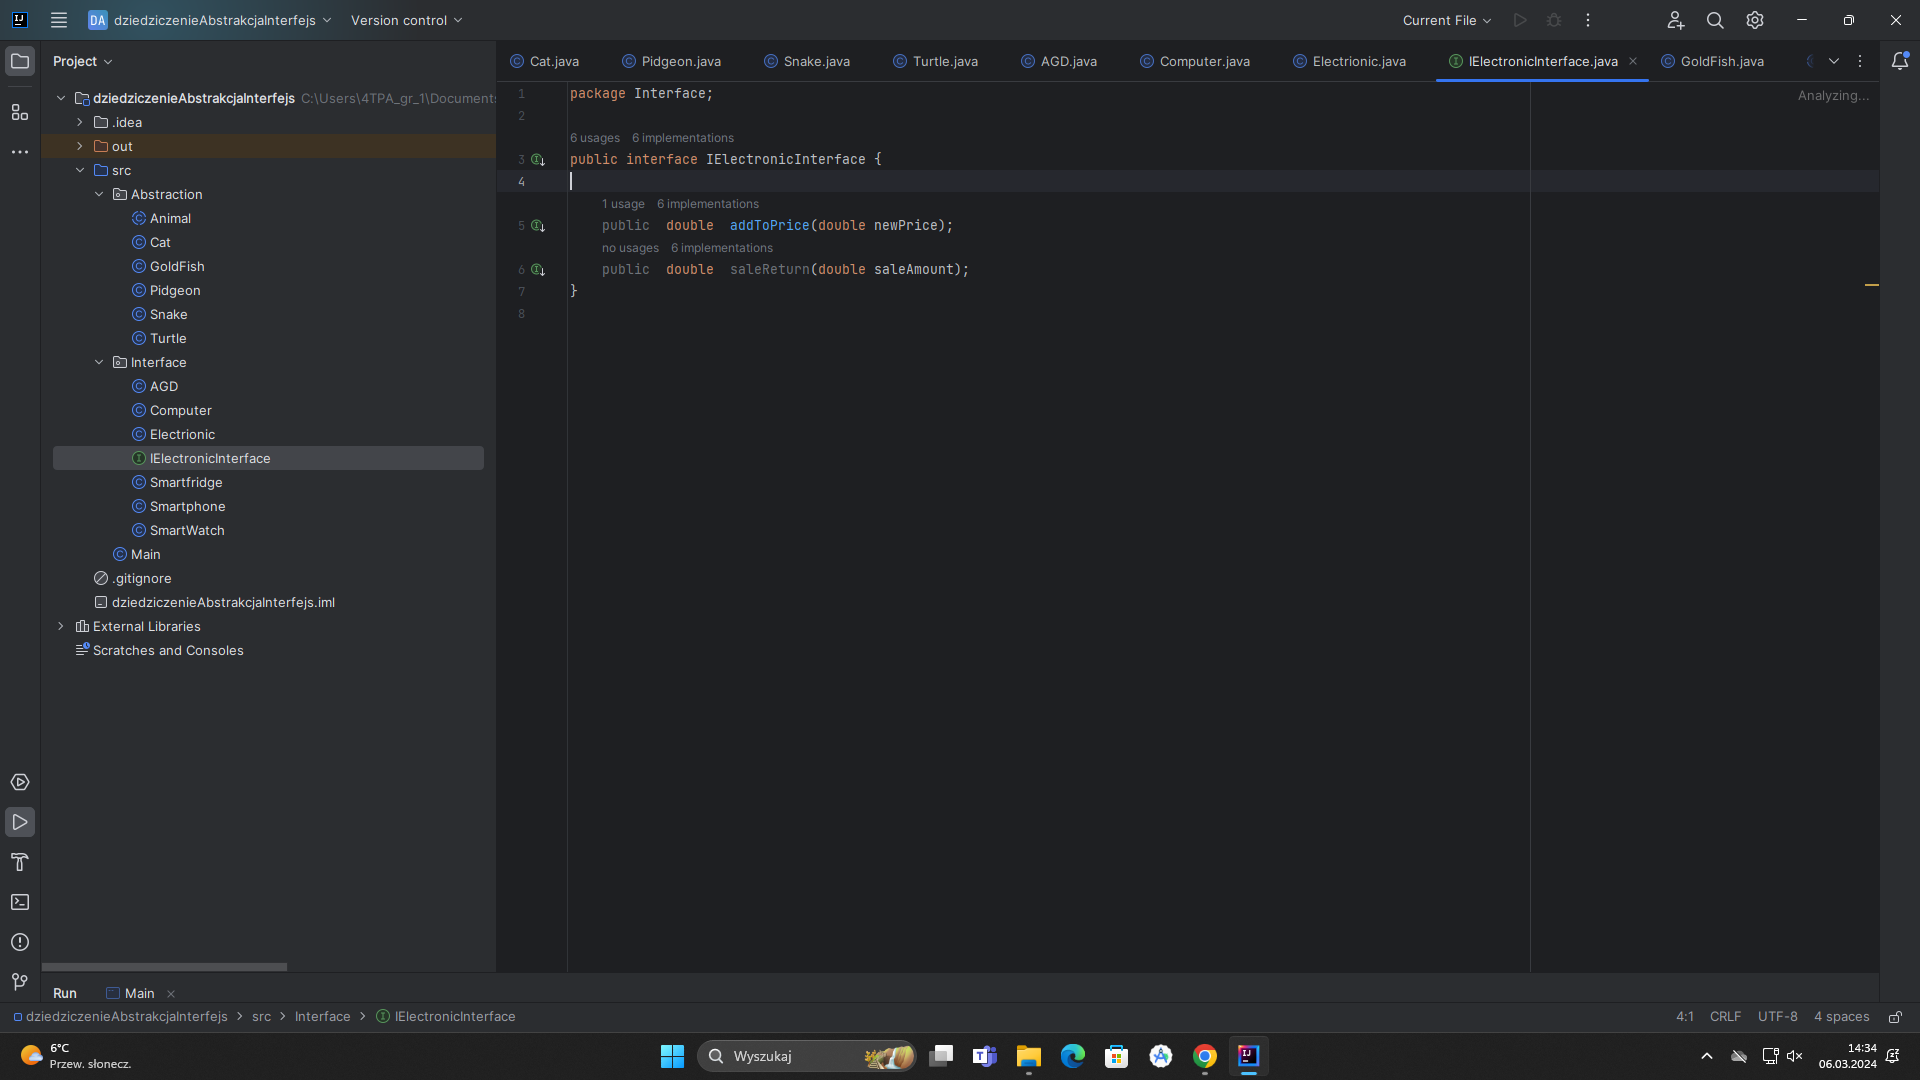 DA dziedziczenieAbstrakcjaInterfejs Version control Current File
Project
Cat.java Pidgeon.java Snake.java Turtle.java AGD.java Computer.java Electrionic.java IElectronicInterface.java GoldFish.java
dziedziczenieAbstrakcjaInterfejs C:\Users\4TPA_gr_1\Documents
.idea
out
src
Abstraction
Animal
Cat
GoldFish
Pidgeon
Snake
Turtle
Interface
AGD
Computer
Electrionic
IElectronicInterface
Smartfridge
Smartphone
SmartWatch
Main
.gitignore
dziedziczenieAbstrakcjaInterfejs.iml
External Libraries
Scratches and Consoles
Analyzing...
1 package Interface;
2
6 usages 6 implementations
3 public interface IElectronicInterface {
4
1 usage 6 implementations
5 public double addToPrice(double newPrice);
no usages 6 implementations
6 public double saleReturn(double saleAmount);
7 }
8
Run Main
dziedziczenieAbstrakcjaInterfejs > src > Interface > IElectronicInterface 4:1 CRLF UTF-8 4 spaces
6°C
Przew. słonecz.
Wyszukaj
14:34
06.03.2024